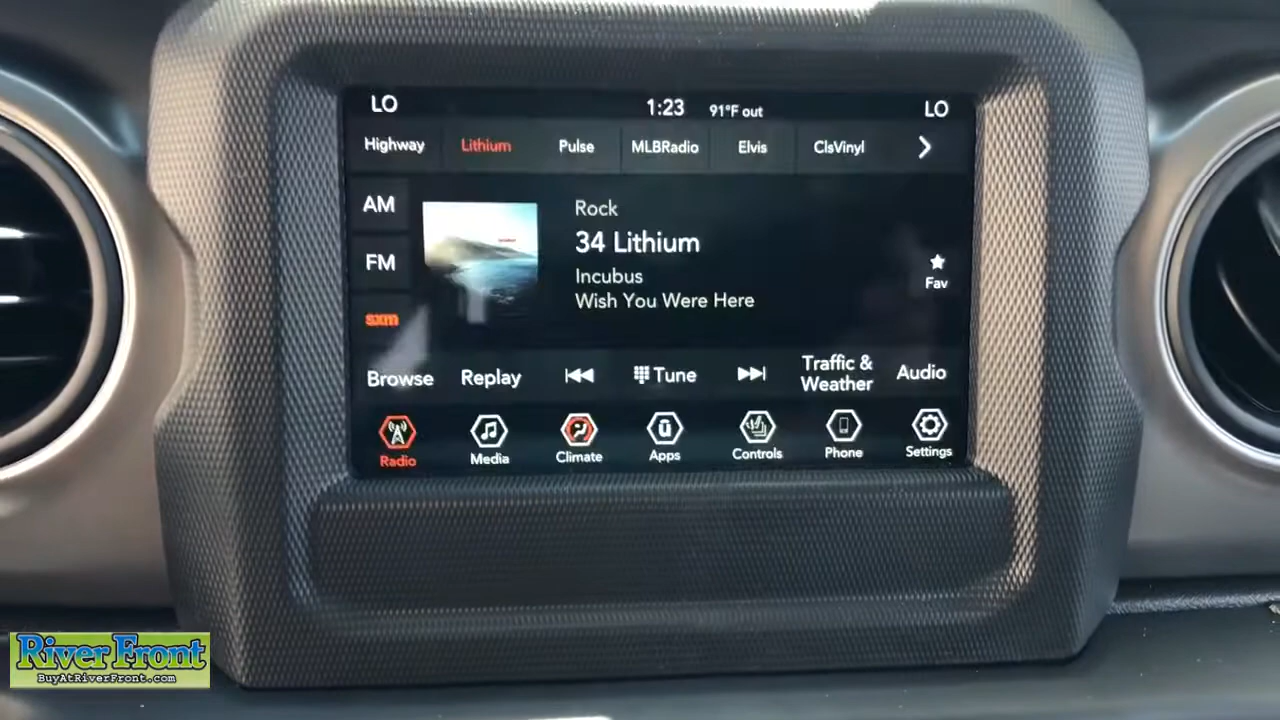 LO 1:23 91°F out LO
Highway Lithium Pulse MLBRadio Elvis ClsVinyl
AM
FM
sxm
Rock
34 Lithium
Incubus
Wish You Were Here
Fav
Browse Replay Tune Traffic & Weather Audio
Radio Media Climate Apps Controls Phone Settings
River Front
BuyAtRiverFront.com